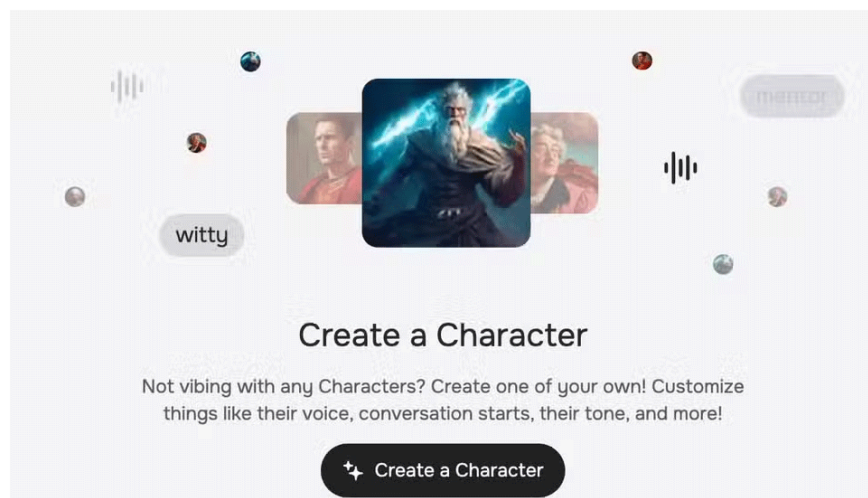 mentor
witty
Create a Character
Not vibing with any Characters? Create one of your own! Customize
things like their voice, conversation starts, their tone, and more!
Create a Character